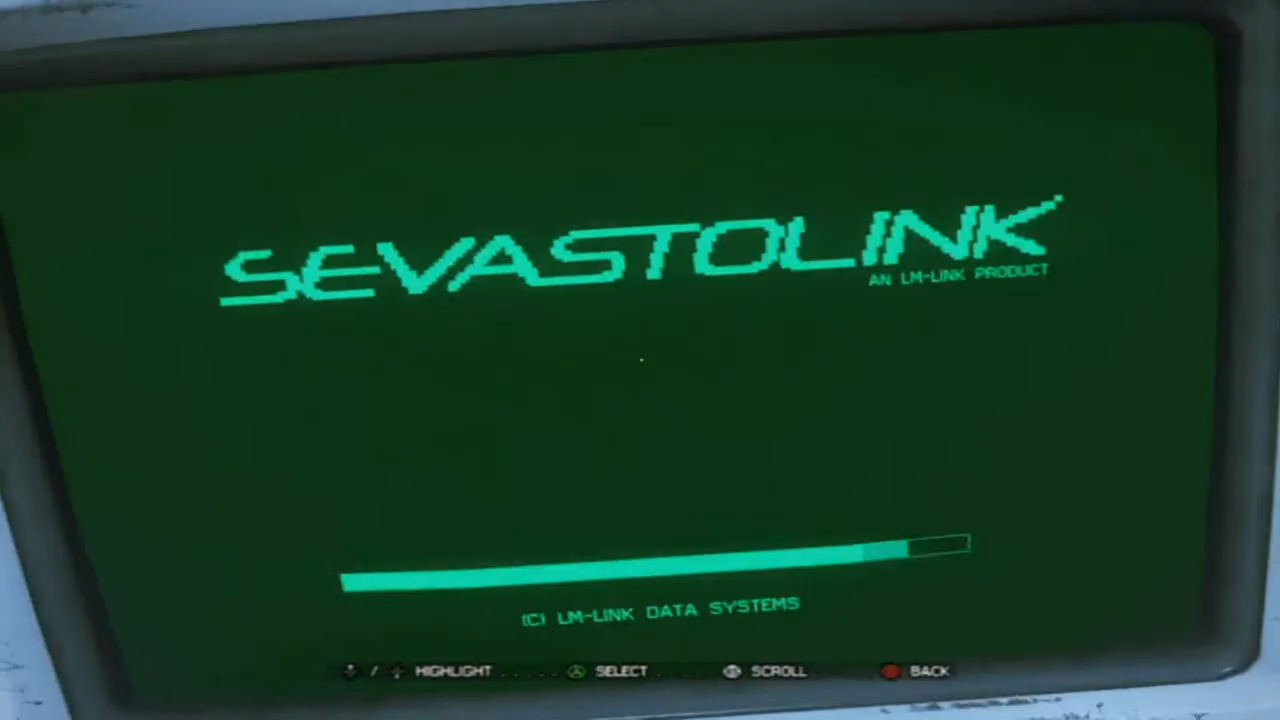 SEVASTOLINK
AN LM-LINK PRODUCT
(C) LM-LINK DATA SYSTEMS
/ HIGHLIGHT SELECT SCROLL BACK